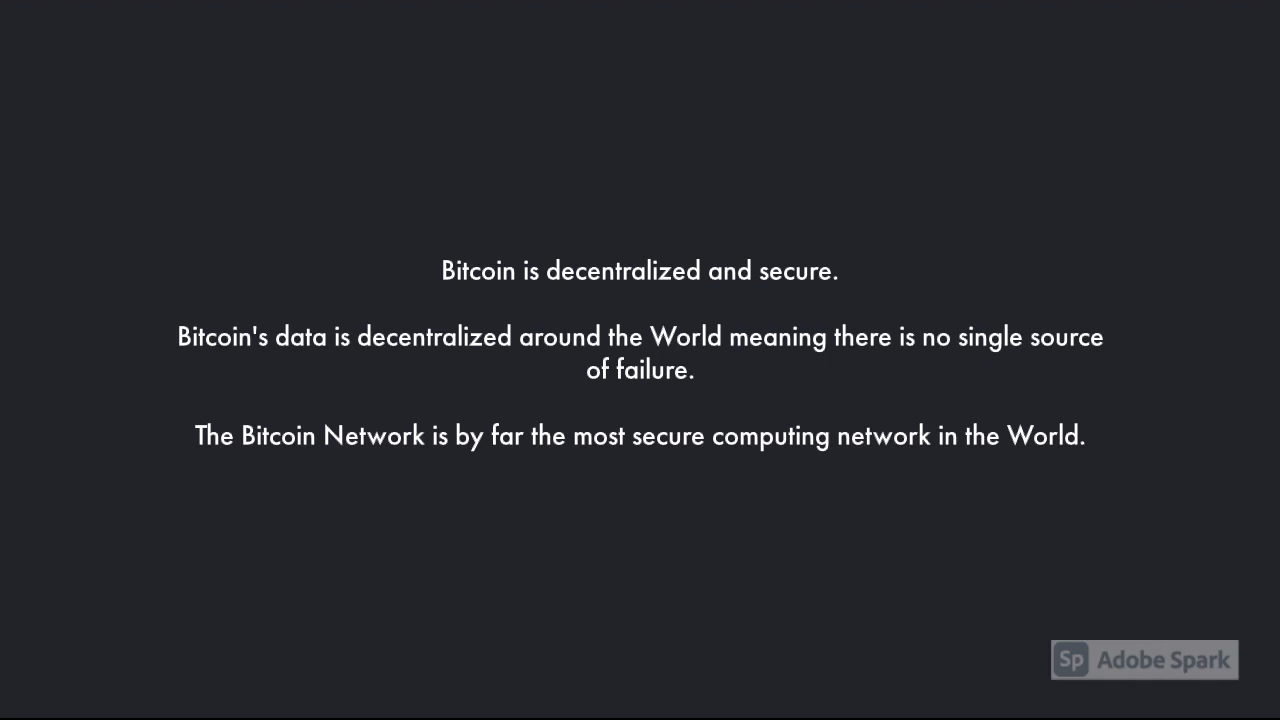 Bitcoin is decentralized and secure.
Bitcoin's data is decentralized around the World meaning there is no single source
of failure.
The Bitcoin Network is by far the most secure computing network in the World.
Sp Adobe Spark